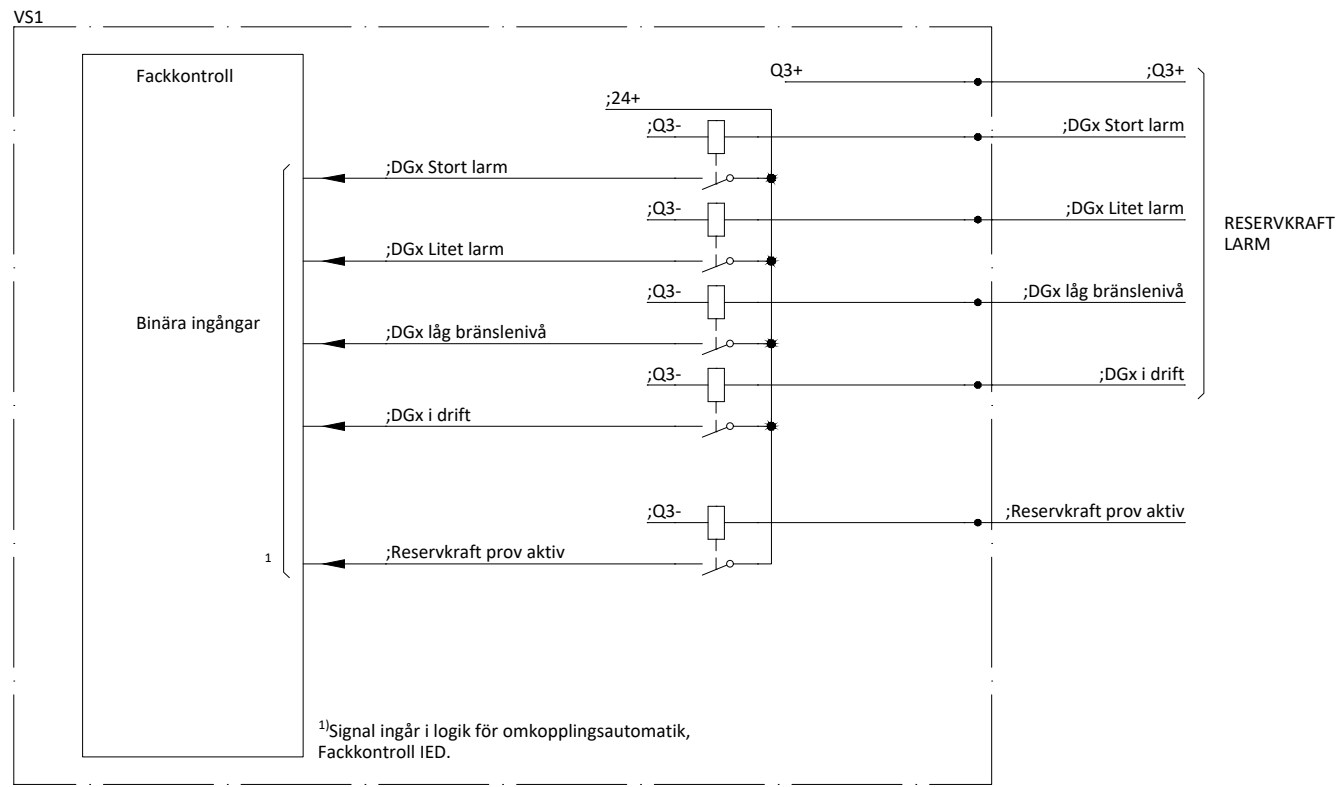 VS1
Fackkontroll
Q3+
;Q3+
;24+
;Q3-
;DGx Stort larm
;DGx Stort larm
;Q3-
;DGx Litet larm
RESERVKRAFT
LARM
;DGx Litet larm
;Q3-
;DGx låg bränslenivå
Binära ingångar
;DGx låg bränslenivå
;Q3-
;DGx i drift
;DGx i drift
;Q3-
;Reservkraft prov aktiv
1
;Reservkraft prov aktiv
1)Signal ingår i logik för omkopplingsautomatik,
Fackkontroll IED.